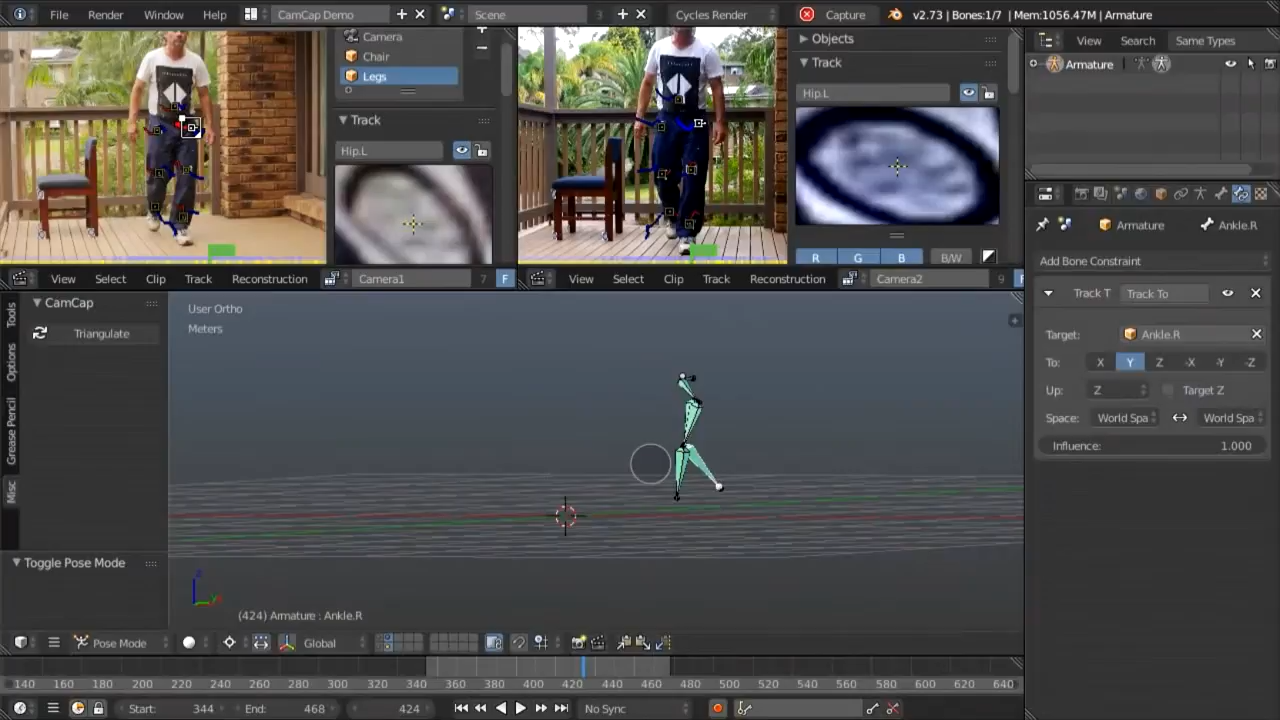 File Render Window Help CamCap Demo Scene 3 Cycles Render Capture v2.73 | Bones:1/7 | Mem:1056.47M | Armature
Camera
Chair
Legs
Track
Hip.L
Objects
Track
Hip.L
R G B B/W
View Search Same Types
Armature
View Select Clip Track Reconstruction Camera1 7 F
View Select Clip Track Reconstruction Camera2 9 F
Armature Ankle.R
Add Bone Constraint
Track T Track To
Target: Ankle.R
To: X Y Z -X -Y -Z
Up: Z Target Z
Space: World Spa World Spa
Influence: 1.000
Tools
Options
Grease Pencil
Misc
CamCap
Triangulate
Toggle Pose Mode
User Ortho
Meters
(424) Armature : Ankle.R
Pose Mode Global
140 160 180 200 220 240 260 280 300 320 340 360 380 400 420 440 460 480 500 520 540 560 580 600 620 640
Start: 344 End: 468 424 No Sync